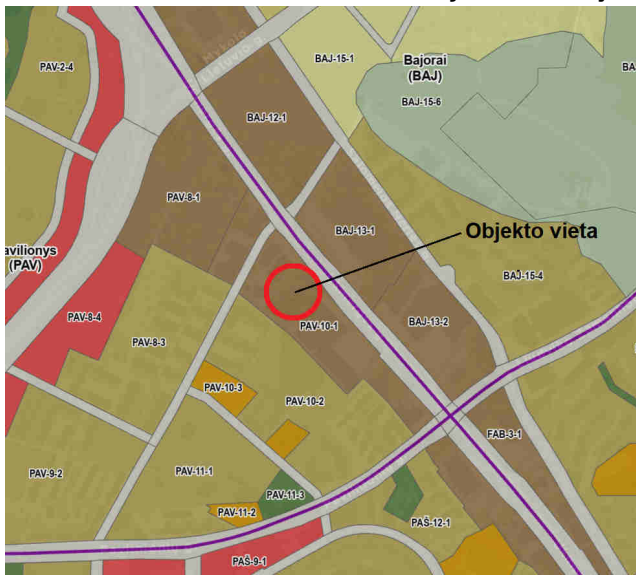 PAV-2-4
Mykolo
Lietuvio g.
BAJ-15-1
Bajorai
(BAJ)
BAJ-15-6
BAJ-12-1
PAV-8-1
BAJ-13-1
Objekto vieta
avilionys
(PAV)
BAJ-15-4
PAV-8-4
BAJ-13-2
PAV-10-1
PAV-8-3
PAV-10-3
PAV-10-2
FAB-3-1
PAV-9-2
PAV-11-1
PAV-11-3
PAV-11-2
PAŠ-12-1
PAŠ-9-1